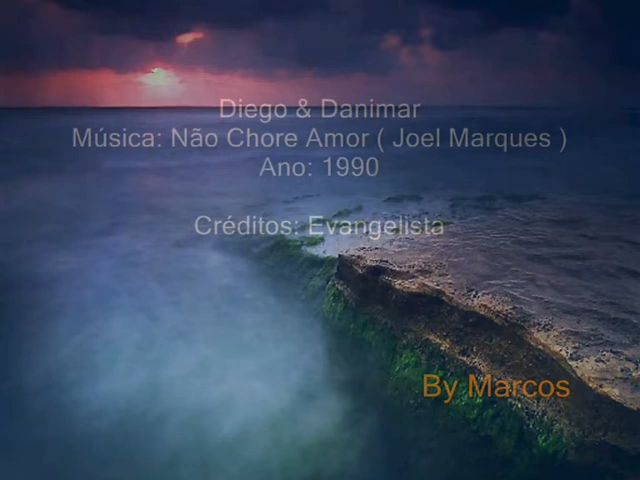 Diego & Danimar
Música: Não Chore Amor ( Joel Marques )
Ano: 1990
Créditos: Evangelista
By Marcos